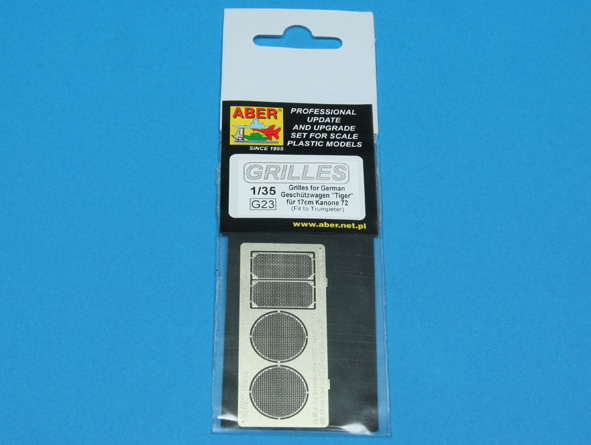 ABER
SINCE 1995
PROFESSIONAL
UPDATE
AND UPGRADE
SET FOR SCALE
PLASTIC MODELS
GRILLES
1/35
G23
Grilles for German
Geschützwagen "Tiger"
für 17cm Kanone 72
(Fit to Trumpeter)
www.aber.net.pl